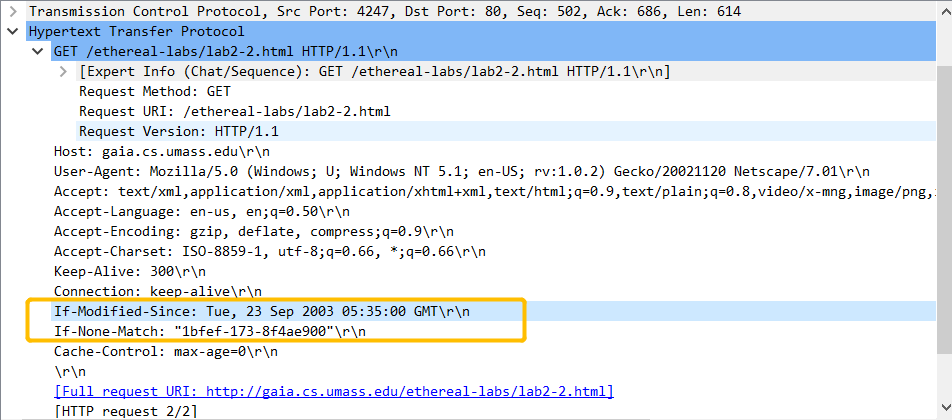 Transmission Control Protocol, Src Port: 4247, Dst Port: 80, Seq: 502, Ack: 686, Len: 614
Hypertext Transfer Protocol
GET /ethereal-labs/lab2-2.html HTTP/1.1\r\n
[Expert Info (Chat/Sequence): GET /ethereal-labs/lab2-2.html HTTP/1.1\r\n]
Request Method: GET
Request URI: /ethereal-labs/lab2-2.html
Request Version: HTTP/1.1
Host: gaia.cs.umass.edu\r\n
User-Agent: Mozilla/5.0 (Windows; U; Windows NT 5.1; en-US; rv:1.0.2) Gecko/20021120 Netscape/7.01\r\n
Accept: text/xml,application/xml,application/xhtml+xml,text/html;q=0.9,text/plain;q=0.8,video/x-mng,image/png,
Accept-Language: en-us, en;q=0.50\r\n
Accept-Encoding: gzip, deflate, compress;q=0.9\r\n
Accept-Charset: ISO-8859-1, utf-8;q=0.66, *;q=0.66\r\n
Keep-Alive: 300\r\n
Connection: keep-alive\r\n
If-Modified-Since: Tue, 23 Sep 2003 05:35:00 GMT\r\n
If-None-Match: "1bfef-173-8f4ae900"\r\n
Cache-Control: max-age=0\r\n
\r\n
[Full request URI: http://gaia.cs.umass.edu/ethereal-labs/lab2-2.html]
[HTTP request 2/2]